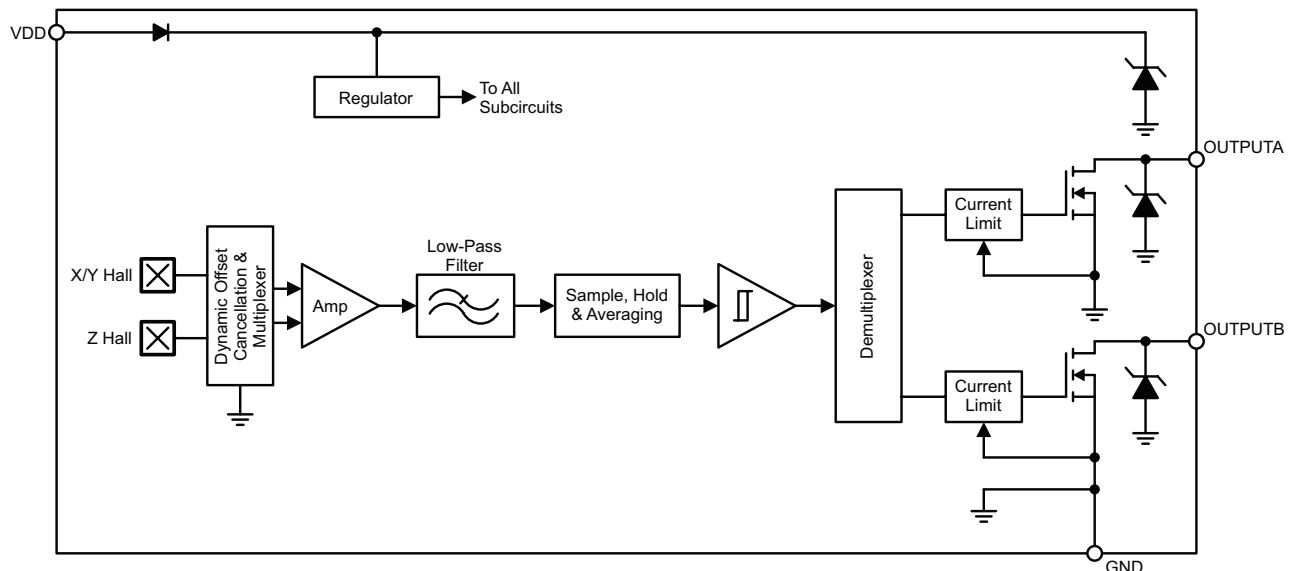 VDD
Regulator
To All
Subcircuits
OUTPUTA
Current
Limit
X/Y Hall
Z Hall
Dynamic Offset
Cancellation &
Multiplexer
Amp
Low-Pass
Filter
Sample, Hold
& Averaging
Demultiplexer
OUTPUTB
Current
Limit
GND